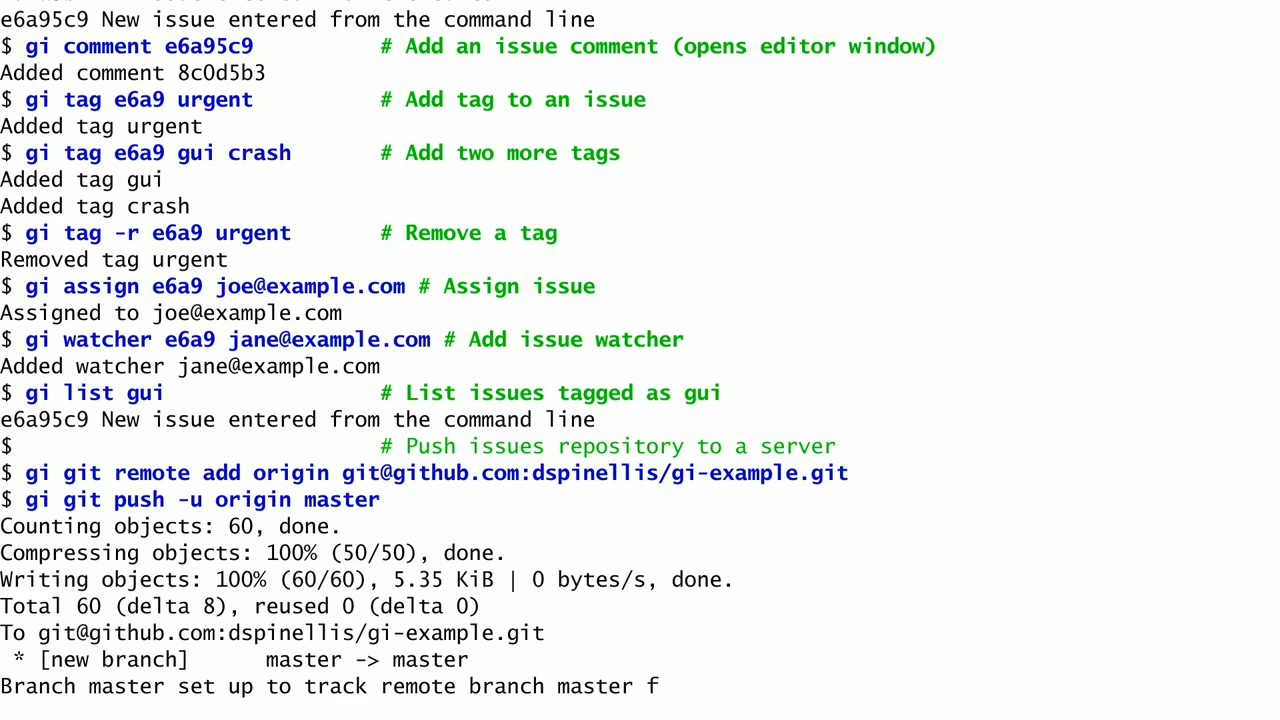 e6a95c9 New issue entered from the command line
$ gi comment e6a95c9          # Add an issue comment (opens editor window)
Added comment 8c0d5b3
$ gi tag e6a9 urgent          # Add tag to an issue
Added tag urgent
$ gi tag e6a9 gui crash       # Add two more tags
Added tag gui
Added tag crash
$ gi tag -r e6a9 urgent       # Remove a tag
Removed tag urgent
$ gi assign e6a9 joe@example.com # Assign issue
Assigned to joe@example.com
$ gi watcher e6a9 jane@example.com # Add issue watcher
Added watcher jane@example.com
$ gi list gui                 # List issues tagged as gui
e6a95c9 New issue entered from the command line
$                             # Push issues repository to a server
$ gi git remote add origin git@github.com:dspinellis/gi-example.git
$ gi git push -u origin master
Counting objects: 60, done.
Compressing objects: 100% (50/50), done.
Writing objects: 100% (60/60), 5.35 KiB | 0 bytes/s, done.
Total 60 (delta 8), reused 0 (delta 0)
To git@github.com:dspinellis/gi-example.git
 * [new branch]      master -> master
Branch master set up to track remote branch master f